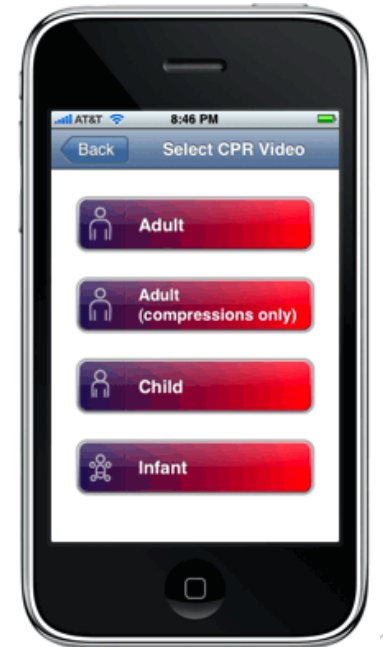 AT&T 8:46 PM
Back Select CPR Video
Adult
Adult
(compressions only)
Child
Infant